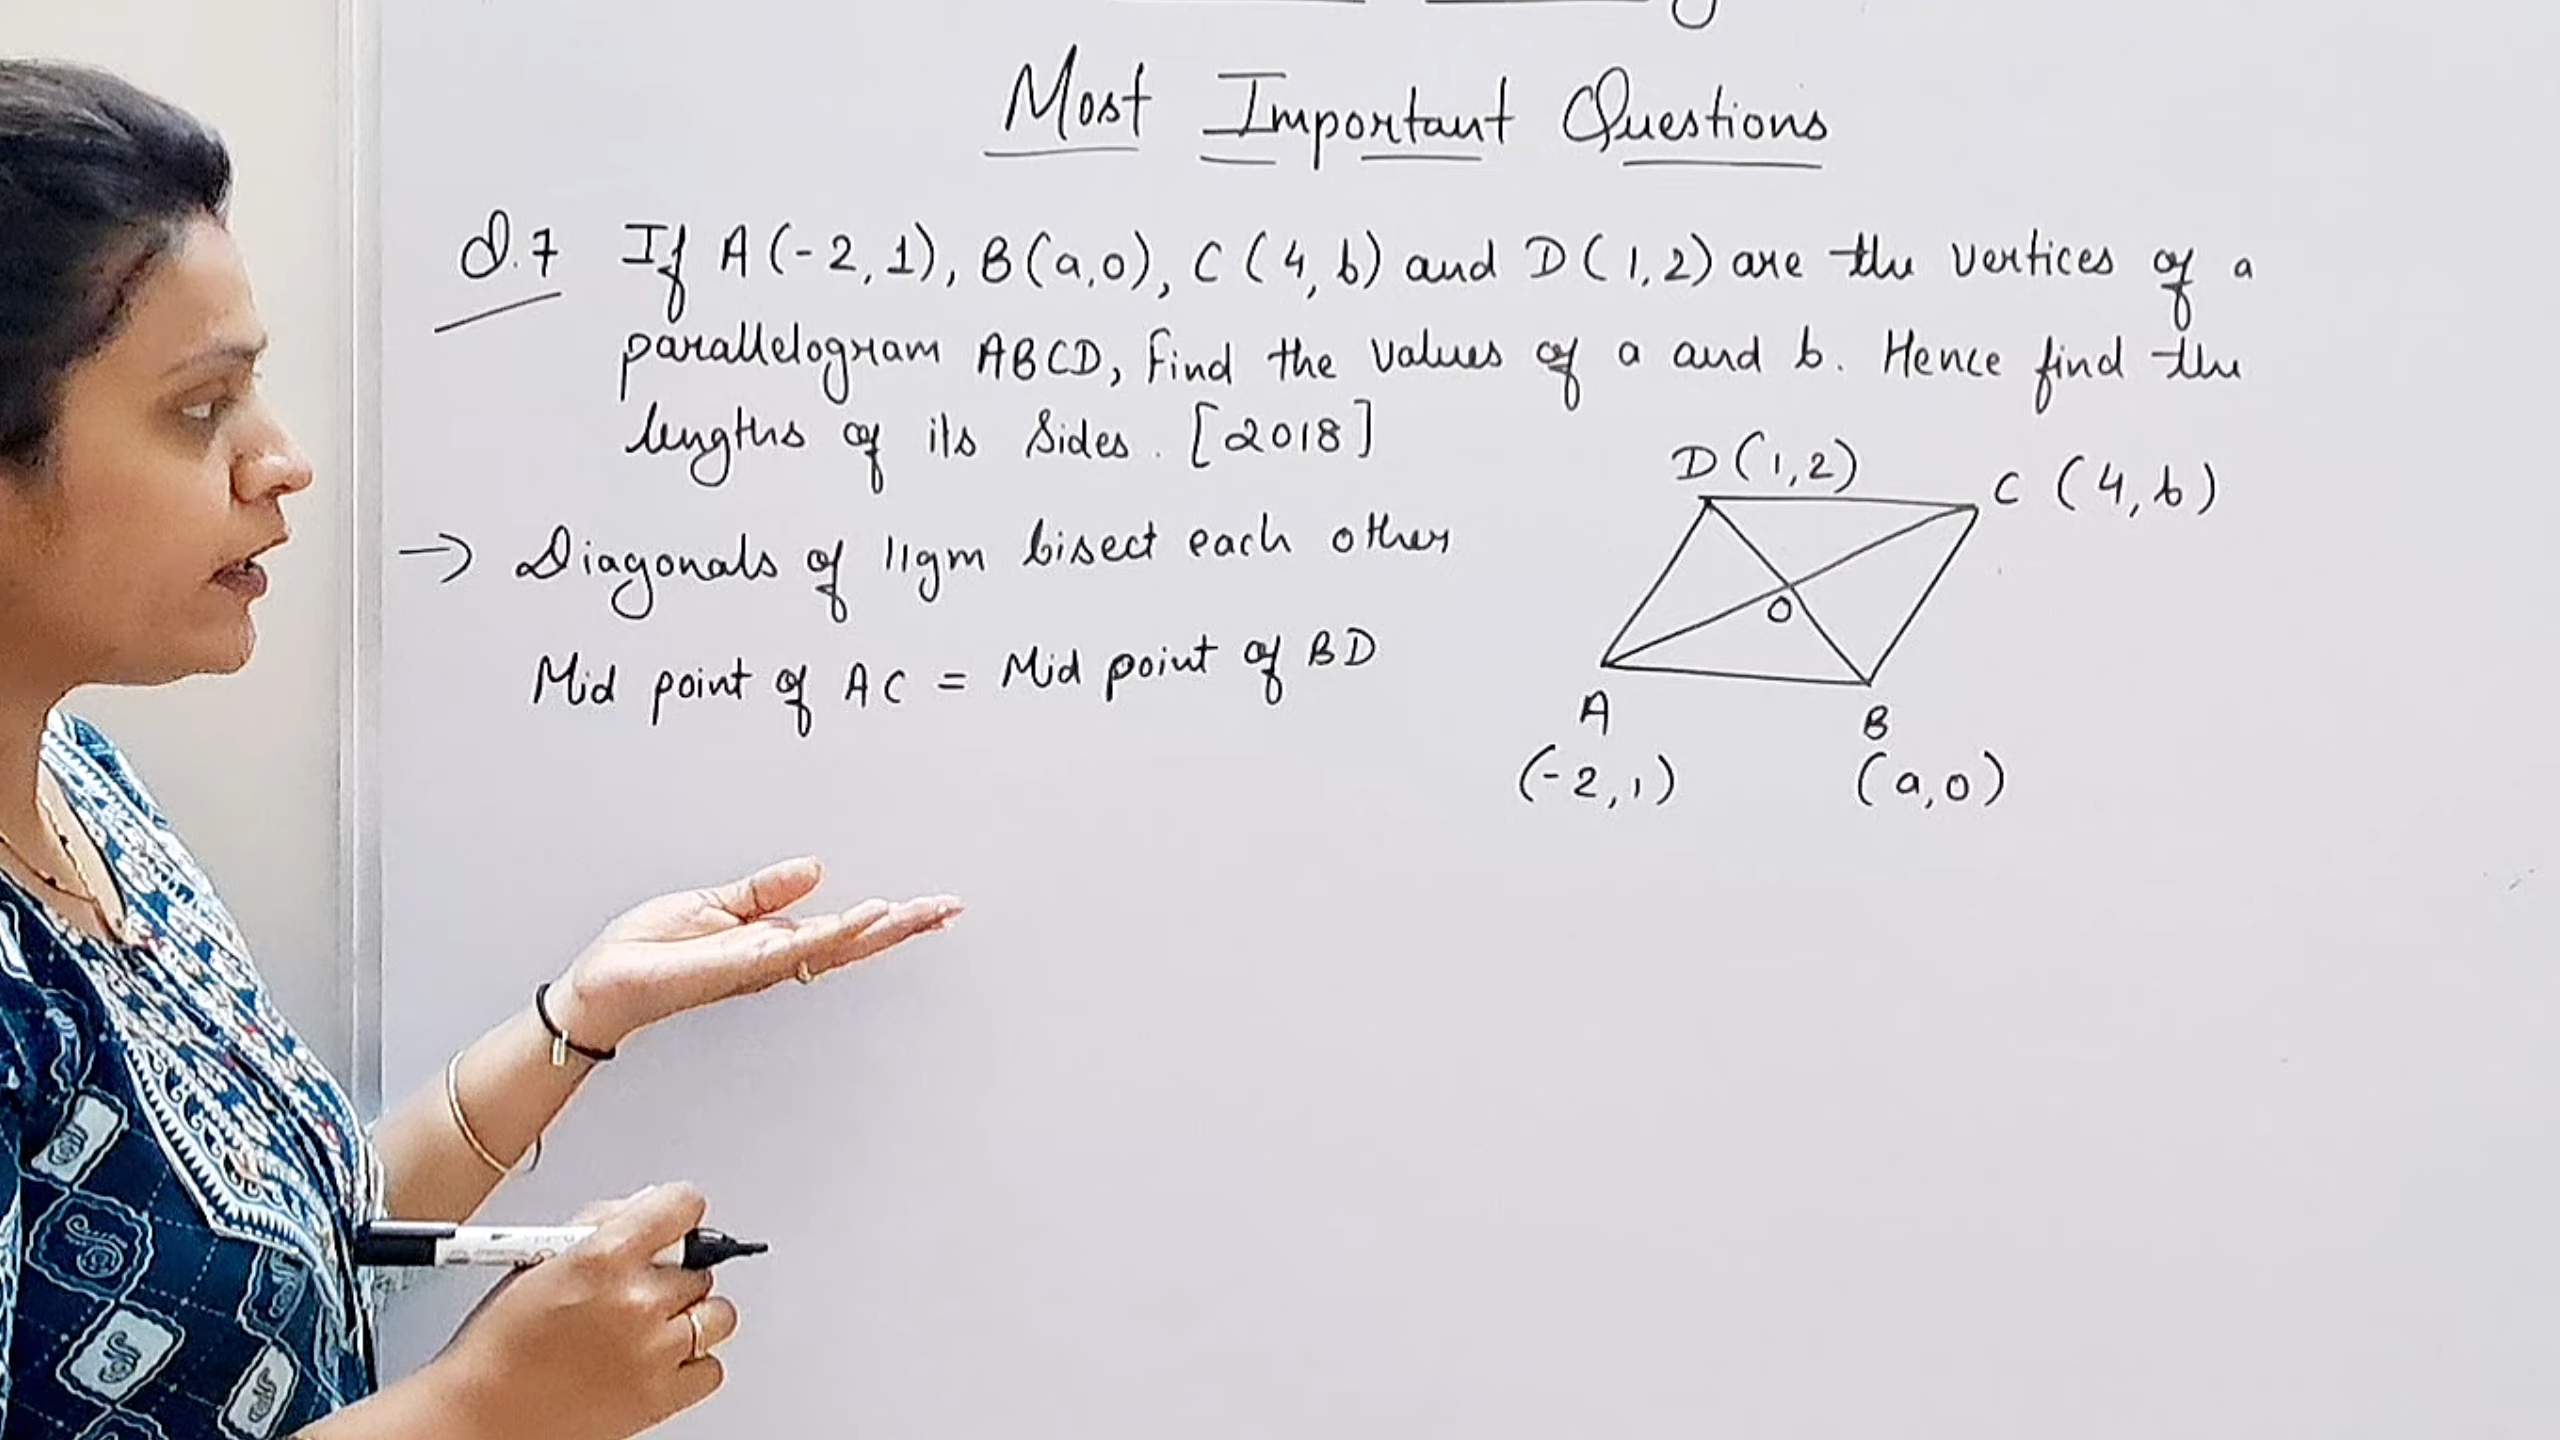 Most Important Questions
Q.7 If A(-2,1), B(a,0), C(4,b) and D(1,2) are the vertices of a
parallelogram ABCD, Find the values of a and b. Hence find the
lengths of its sides. [2018]
D(1,2)
C (4,b)
→ Diagonals of 11gm bisect each other
O
Mid point of AC = Mid point of BD
A
B
(-2,1)
(a,0)